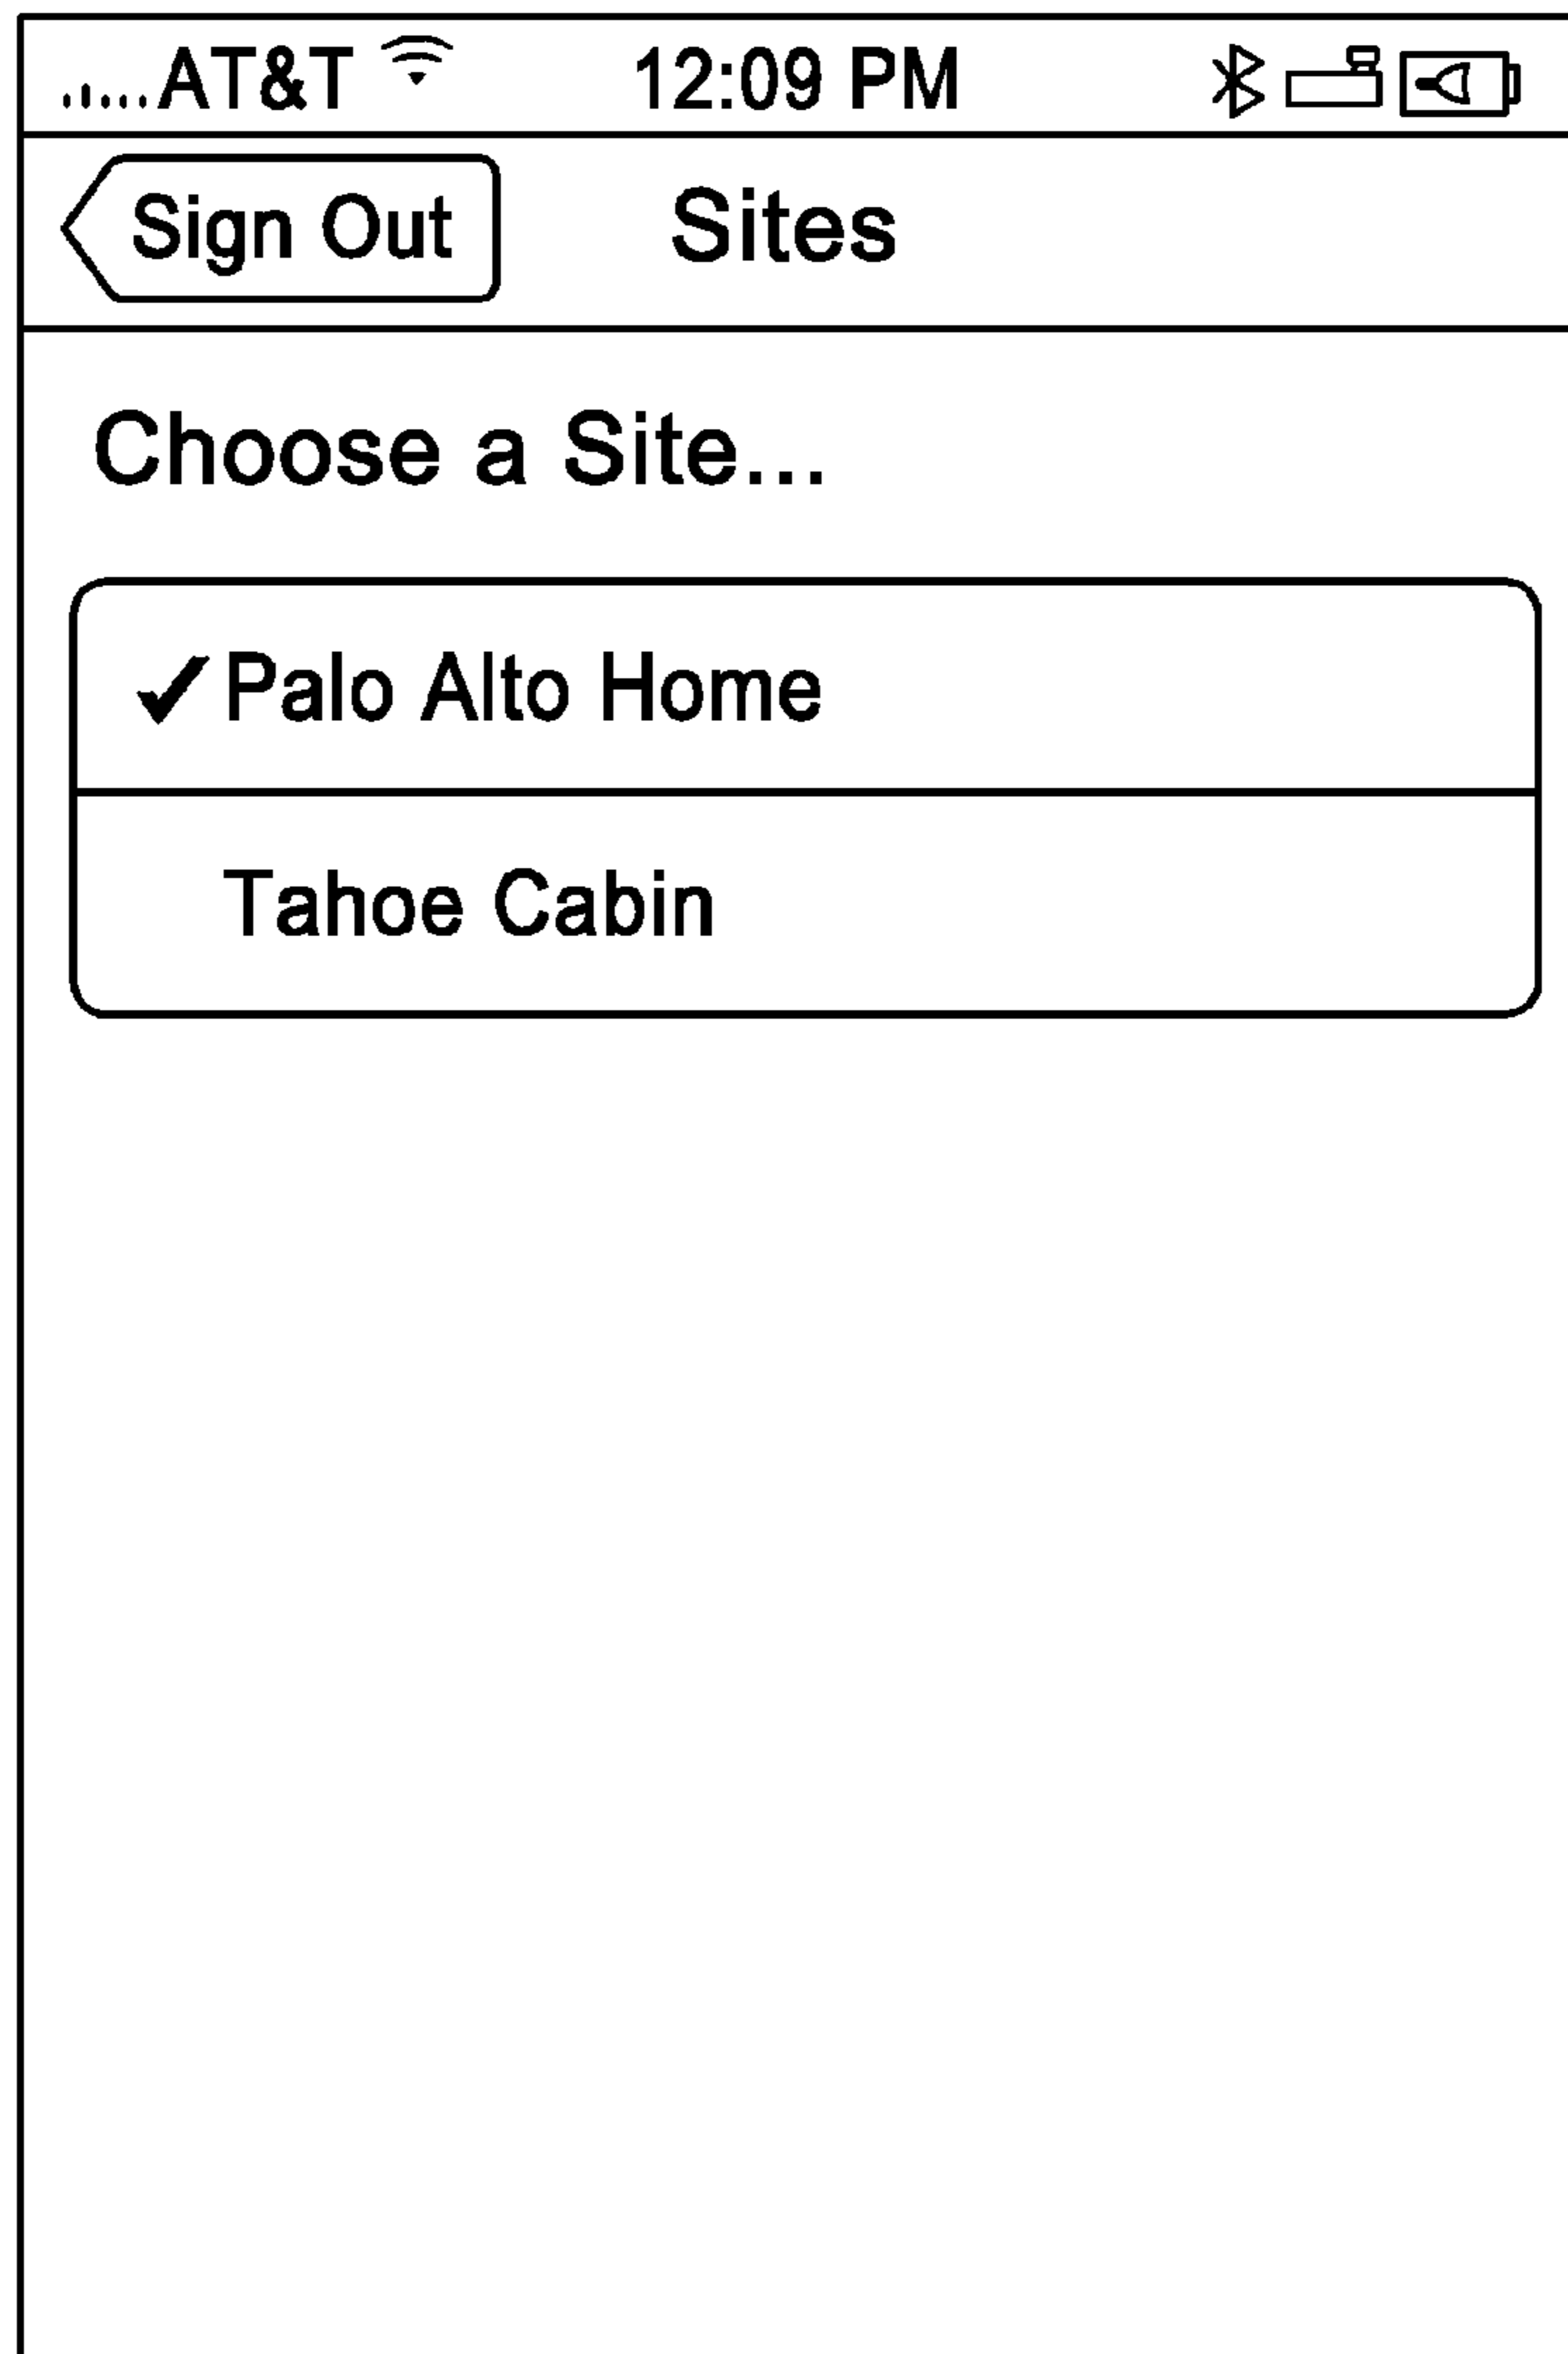 AT&T 12:09 PM
Sign Out Sites
Choose a Site...
✓ Palo Alto Home
Tahoe Cabin